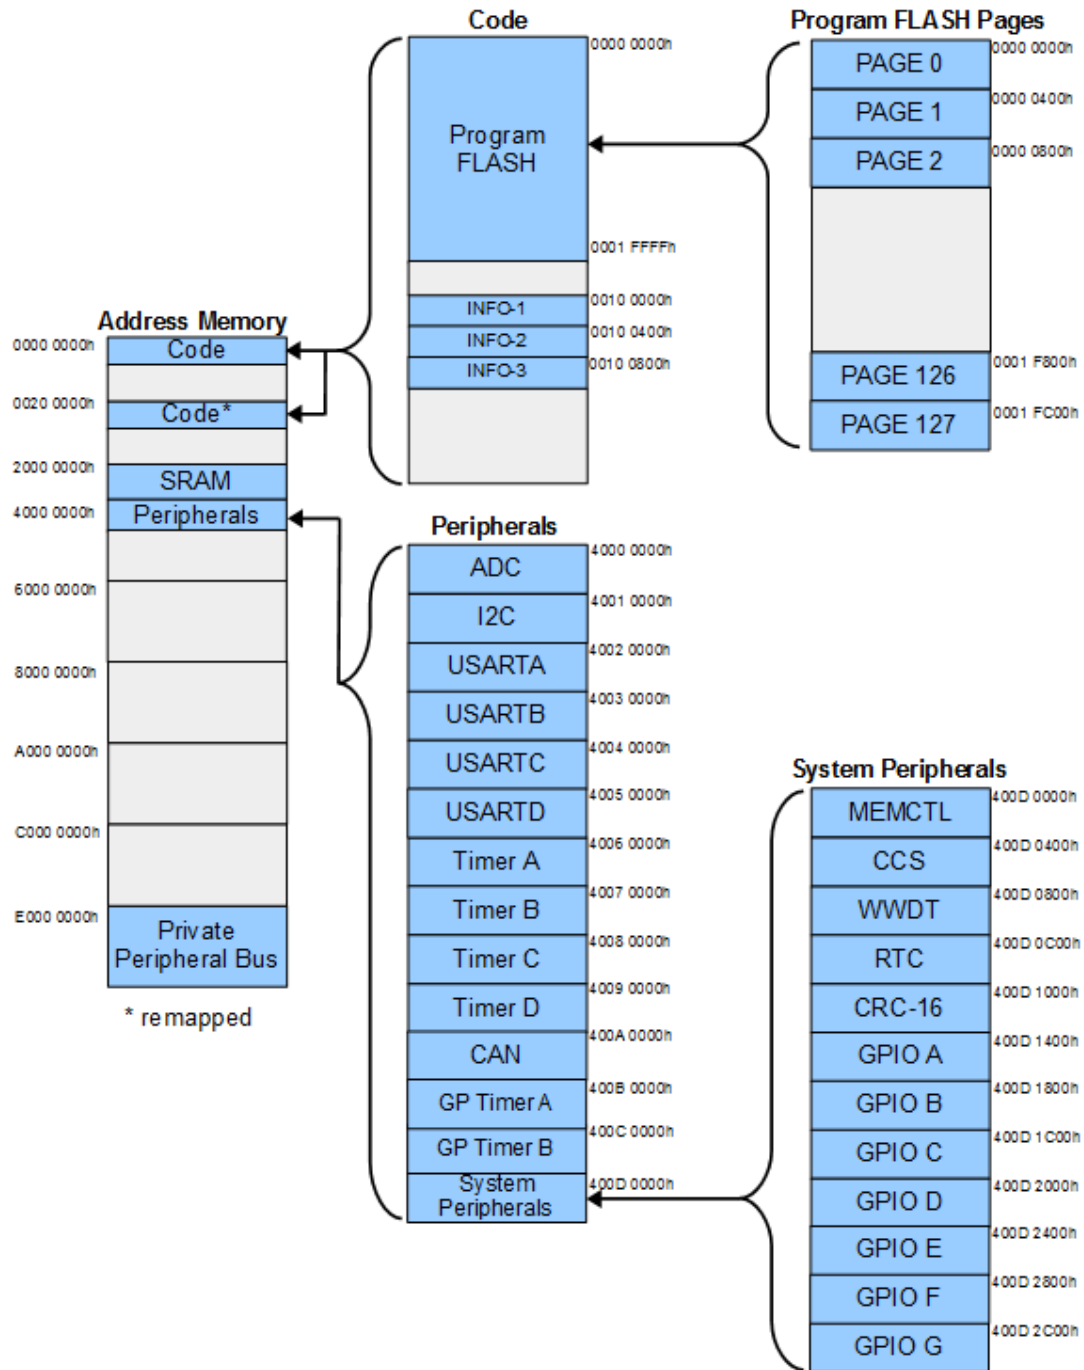 Code
0000 0000h
Program
FLASH
0001 FFFFh
INFO-1
0010 0000h
INFO-2
0010 0400h
INFO-3
0010 0800h
Program FLASH Pages
PAGE 0
0000 0000h
PAGE 1
0000 0400h
PAGE 2
0000 0800h
PAGE 126
0001 F800h
PAGE 127
0001 FC00h
Address Memory
0000 0000h
Code
0020 0000h
Code*
2000 0000h
SRAM
4000 0000h
Peripherals
6000 0000h
8000 0000h
A000 0000h
C000 0000h
E000 0000h
Private
Peripheral Bus
* remapped
Peripherals
ADC
4000 0000h
I2C
4001 0000h
USARTA
4002 0000h
USARTB
4003 0000h
USARTC
4004 0000h
USARTD
4005 0000h
Timer A
4006 0000h
Timer B
4007 0000h
Timer C
4008 0000h
Timer D
4009 0000h
CAN
400A 0000h
GP Timer A
400B 0000h
GP Timer B
400C 0000h
System
Peripherals
400D 0000h
System Peripherals
MEMCTL
400D 0000h
CCS
400D 0400h
WWDT
400D 0800h
RTC
400D 0C00h
CRC-16
400D 1000h
GPIO A
400D 1400h
GPIO B
400D 1800h
GPIO C
400D 1C00h
GPIO D
400D 2000h
GPIO E
400D 2400h
GPIO F
400D 2800h
GPIO G
400D 2C00h